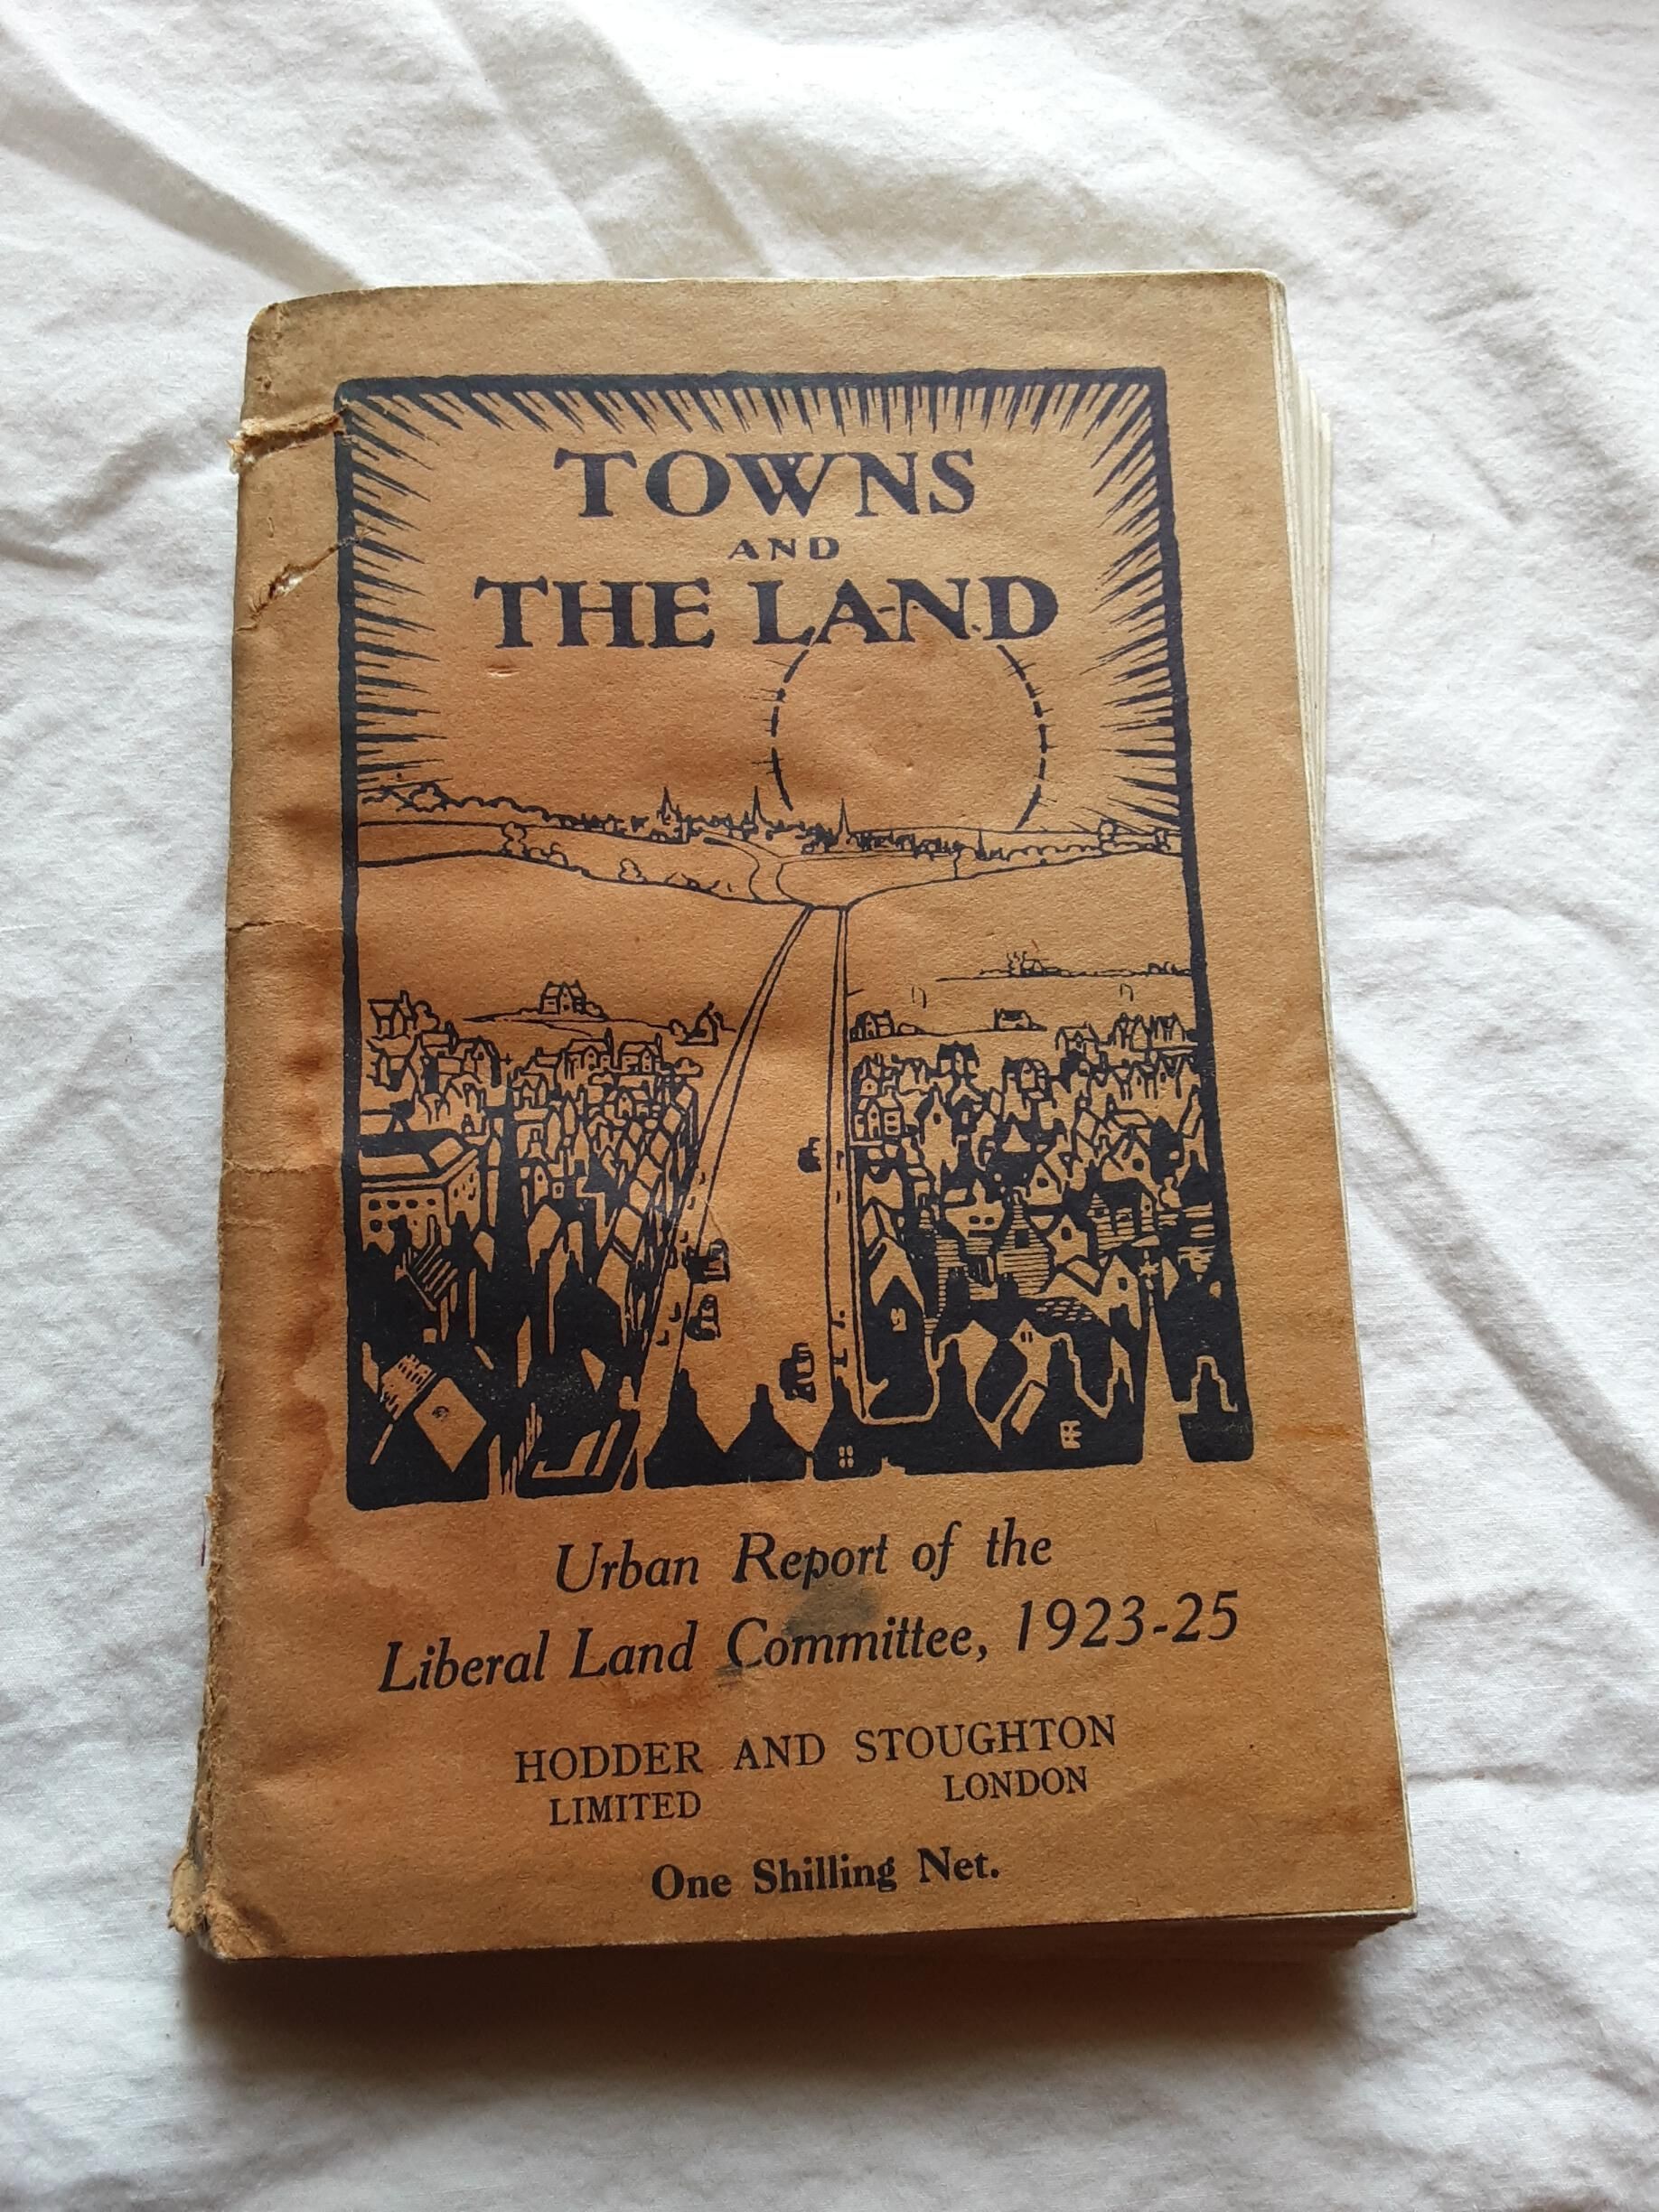 TOWNS
AND
THE LAND
Urban Report of the
Liberal Land Committee, 1923-25
HODDER AND STOUGHTON
LIMITED LONDON
One Shilling Net.